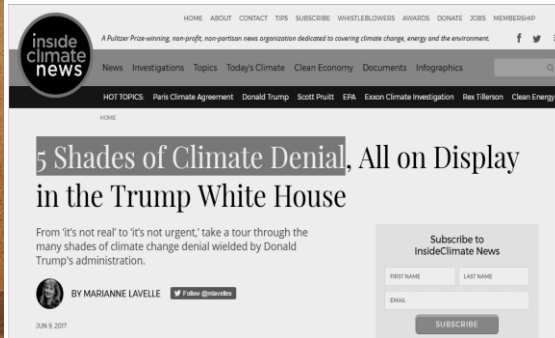 HOME ABOUT CONTACT TIPS SUBSCRIBE WHISTLEBLOWERS AWARDS DONATE JOBS MEMBERSHIP
inside
climate
news
A Pulitzer Prize-winning, non-profit, non-partisan news organization dedicated to covering climate change, energy and the environment.
News Investigations Topics Today's Climate Clean Economy Documents Infographics
HOT TOPICS: Paris Climate Agreement Donald Trump Scott Pruitt EPA Exxon Climate Investigation Rex Tillerson Clean Energy
HOME
5 Shades of Climate Denial, All on Display
in the Trump White House
From 'it's not real' to 'it's not urgent,' take a tour through the
many shades of climate change denial wielded by Donald
Trump's administration.
BY MARIANNE LAVELLE Follow @mlavelles
JUN 9, 2017
Subscribe to
InsideClimate News
FIRST NAME LAST NAME
EMAIL
SUBSCRIBE